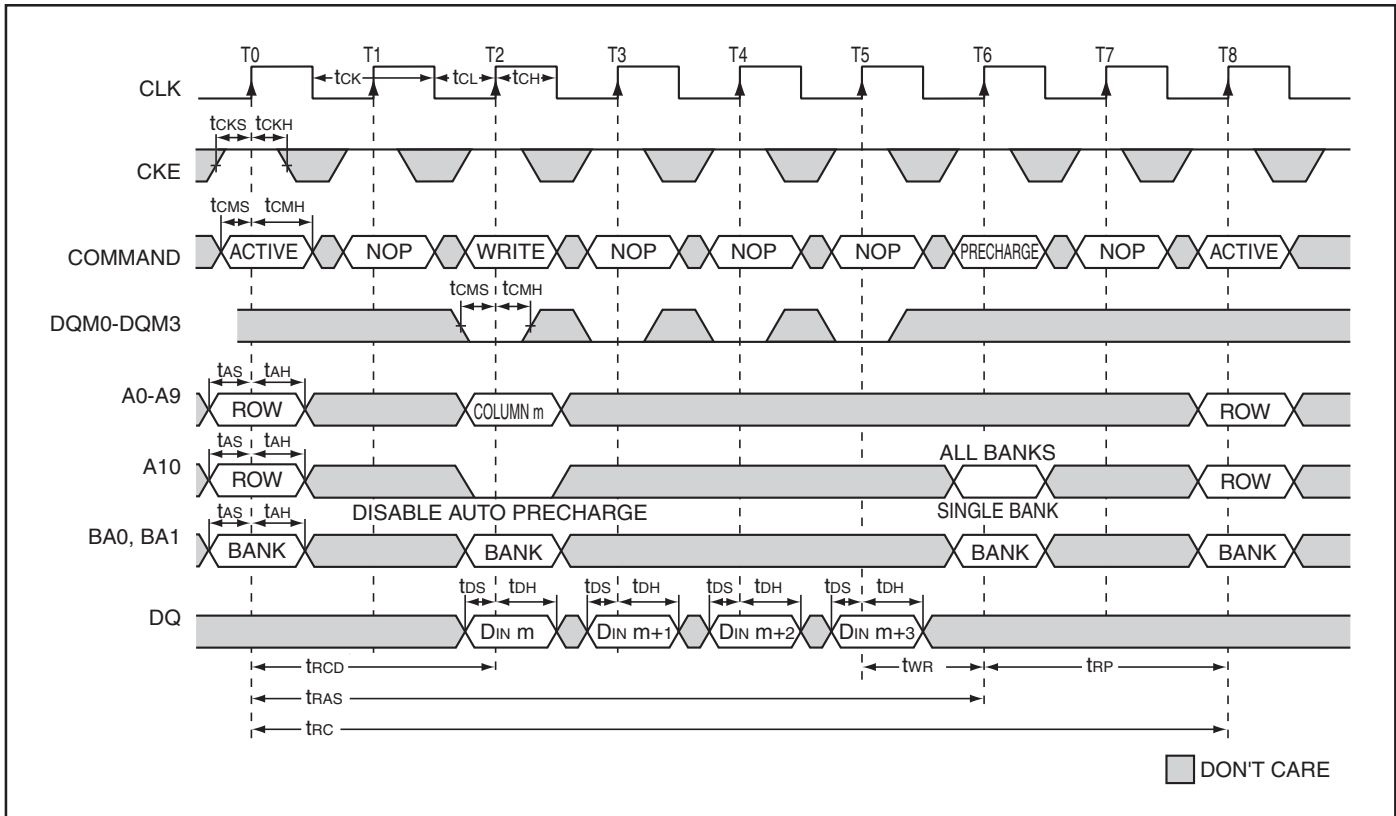 T0 T1 T2 T3 T4 T5 T6 T7 T8
CLK tCK tCL tCH
tCKS tCKH
CKE
tCMS tCMH
COMMAND ACTIVE NOP WRITE NOP NOP NOP PRECHARGE NOP ACTIVE
tCMS tCMH
DQM0-DQM3
tAS tAH
A0-A9 ROW COLUMN m ROW
tAS tAH ALL BANKS
A10 ROW ROW
tAS tAH DISABLE AUTO PRECHARGE SINGLE BANK
BA0, BA1 BANK BANK BANK BANK
tDS tDH tDS tDH tDS tDH tDS tDH
DQ DIN m DIN m+1 DIN m+2 DIN m+3
tRCD tWR tRP
tRAS
tRC
DON'T CARE